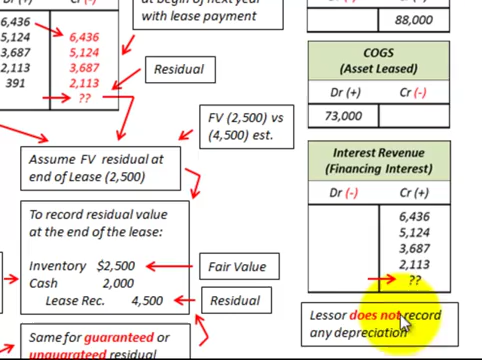 Dr (+) Cr (-)
6,436
5,124 6,436
3,687 5,124
2,113 3,687
391 2,113
??
at begin of next year
with lease payment
Residual
FV (2,500) vs
(4,500) est.
Assume FV residual at
end of Lease (2,500)
To record residual value
at the end of the lease:
Inventory $2,500
Cash 2,000
Lease Rec. 4,500
Fair Value
Residual
Same for guaranteed or
unguarateed residual
88,000
COGS
(Asset Leased)
Dr (+) Cr (-)
73,000
Interest Revenue
(Financing Interest)
Dr (-) Cr (+)
6,436
5,124
3,687
2,113
??
Lessor does not record
any depreciation